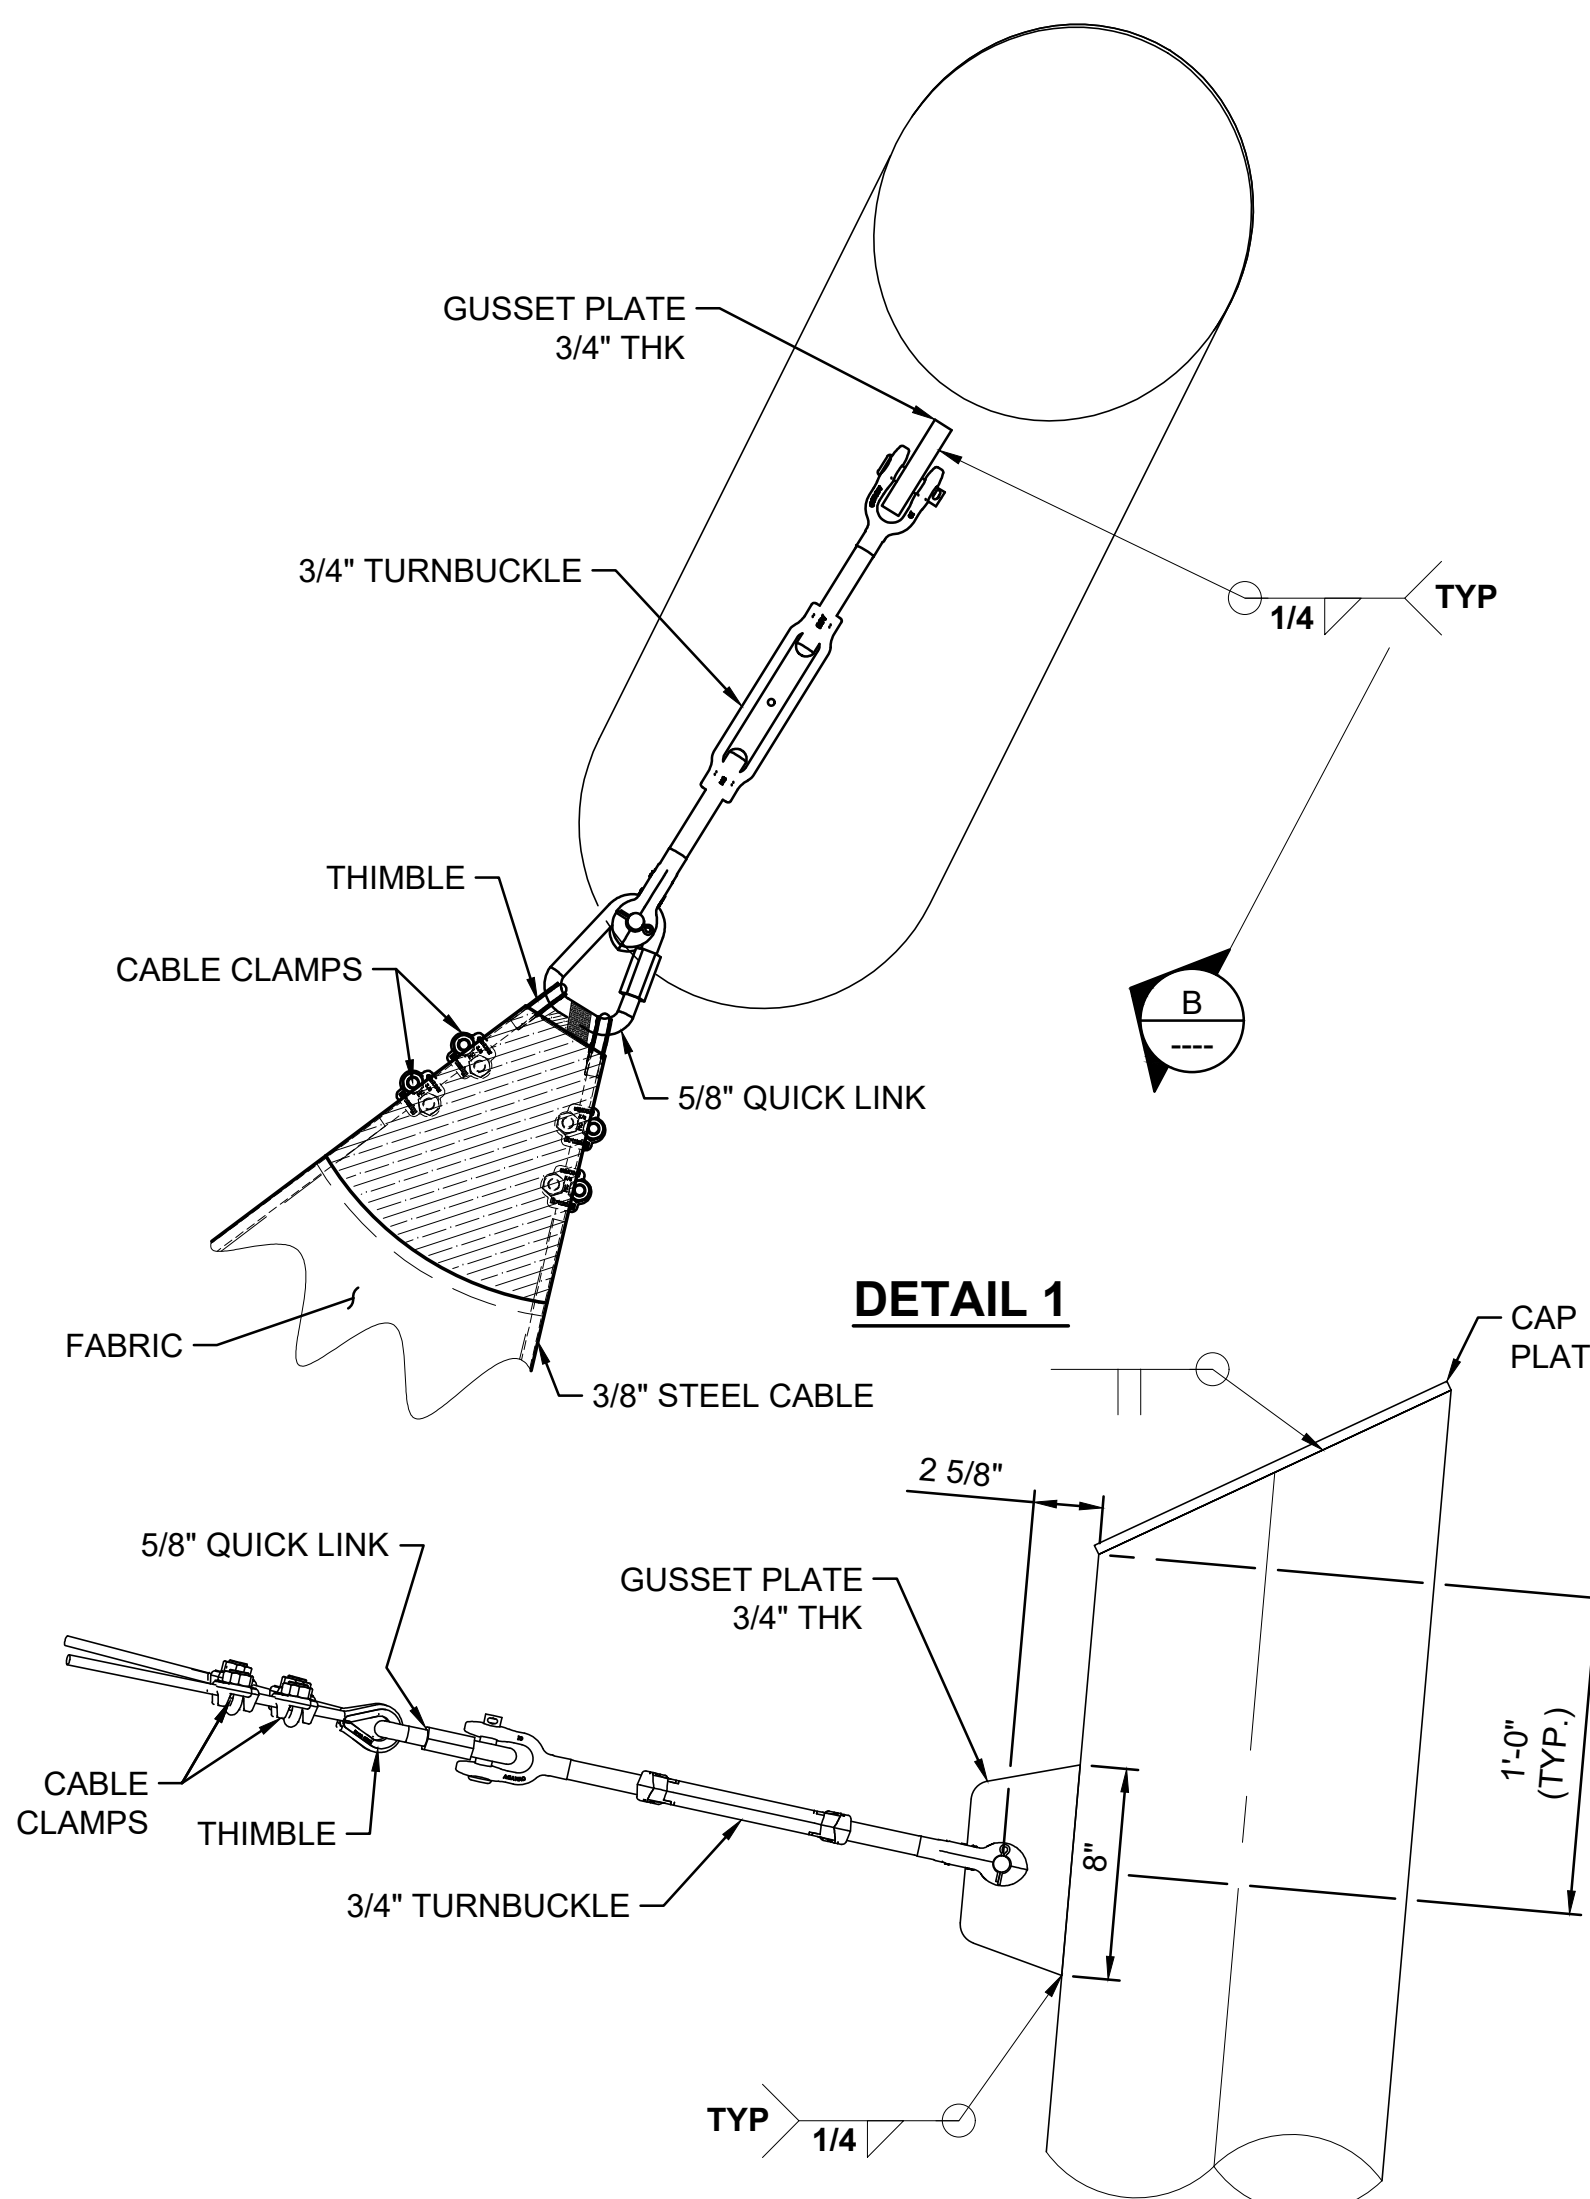 GUSSET PLATE
3/4" THK
3/4" TURNBUCKLE
1/4
TYP
THIMBLE
CABLE CLAMPS
B
----
5/8" QUICK LINK
DETAIL 1
FABRIC
3/8" STEEL CABLE
CAP
PLAT
2 5/8"
5/8" QUICK LINK
GUSSET PLATE
3/4" THK
1'-0"
(TYP.)
CABLE
CLAMPS
THIMBLE
8"
3/4" TURNBUCKLE
TYP
1/4